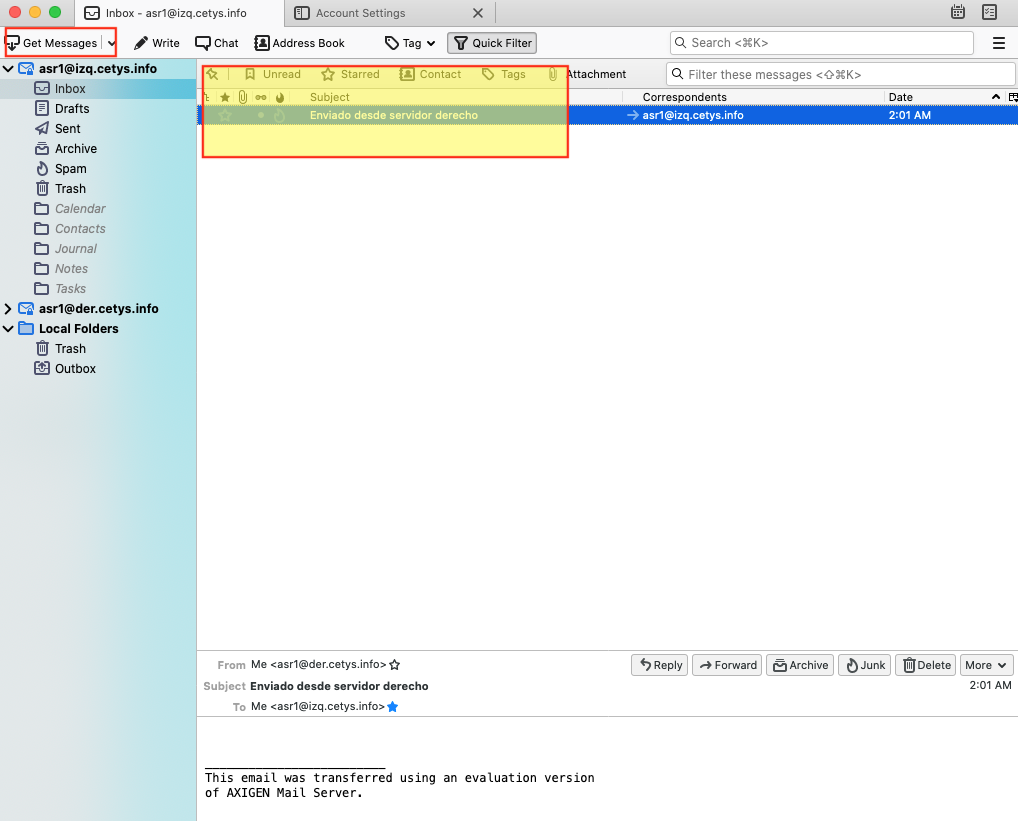 Inbox - asr1@izq.cetys.info Account Settings
Get Messages Write Chat Address Book Tag Quick Filter Search <⌘K>
asr1@izq.cetys.info
Inbox
Drafts
Sent
Archive
Spam
Trash
Calendar
Contacts
Journal
Notes
Tasks
asr1@der.cetys.info
Local Folders
Trash
Outbox
Unread Starred Contact Tags Attachment Filter these messages <⇧⌘K>
Subject Correspondents Date
Enviado desde servidor derecho asr1@izq.cetys.info 2:01 AM
From Me <asr1@der.cetys.info> Reply Forward Archive Junk Delete More
Subject Enviado desde servidor derecho 2:01 AM
To Me <asr1@izq.cetys.info>
This email was transferred using an evaluation version
of AXIGEN Mail Server.